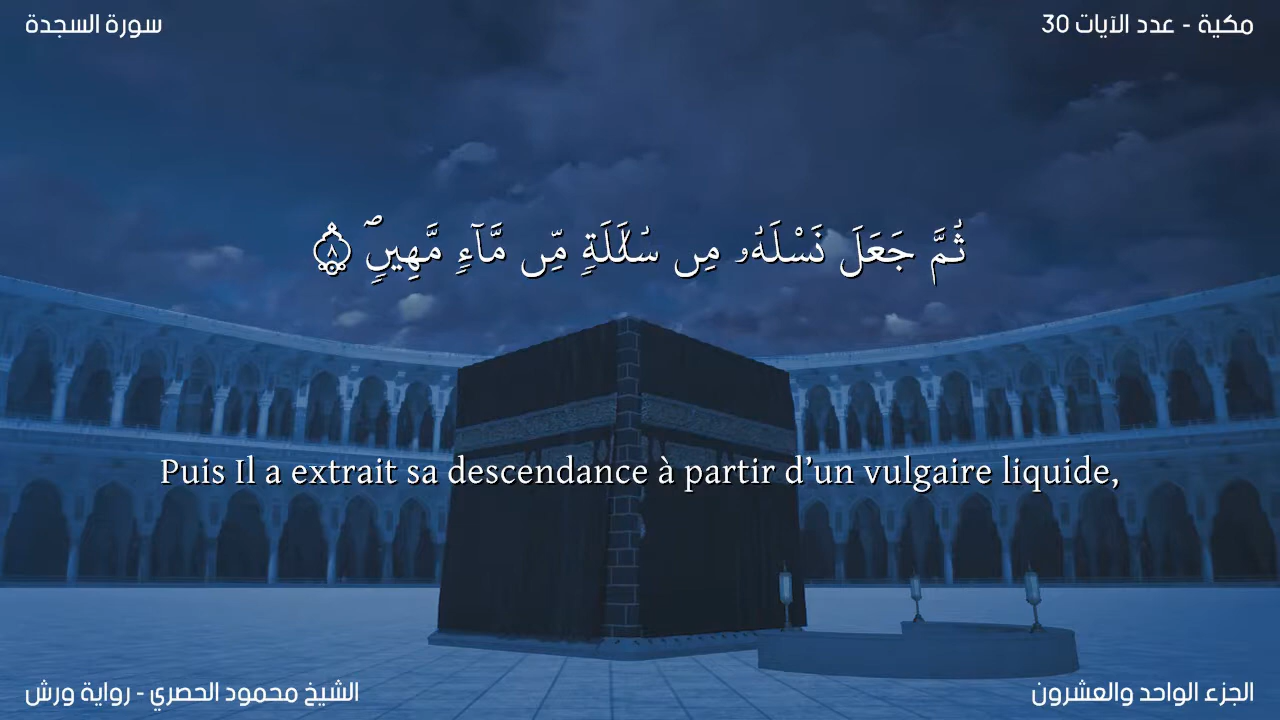 سورة السجدة
مكية - عدد الآيات 30
ثُمَّ جَعَلَ نَسْلَهُۥ مِن سُلَٰلَةٖ مِّن مَّآءٖ مَّهِينٖۖ ٨
Puis Il a extrait sa descendance à partir d’un vulgaire liquide,
الشيخ محمود الحصري - رواية ورش
الجزء الواحد والعشرون